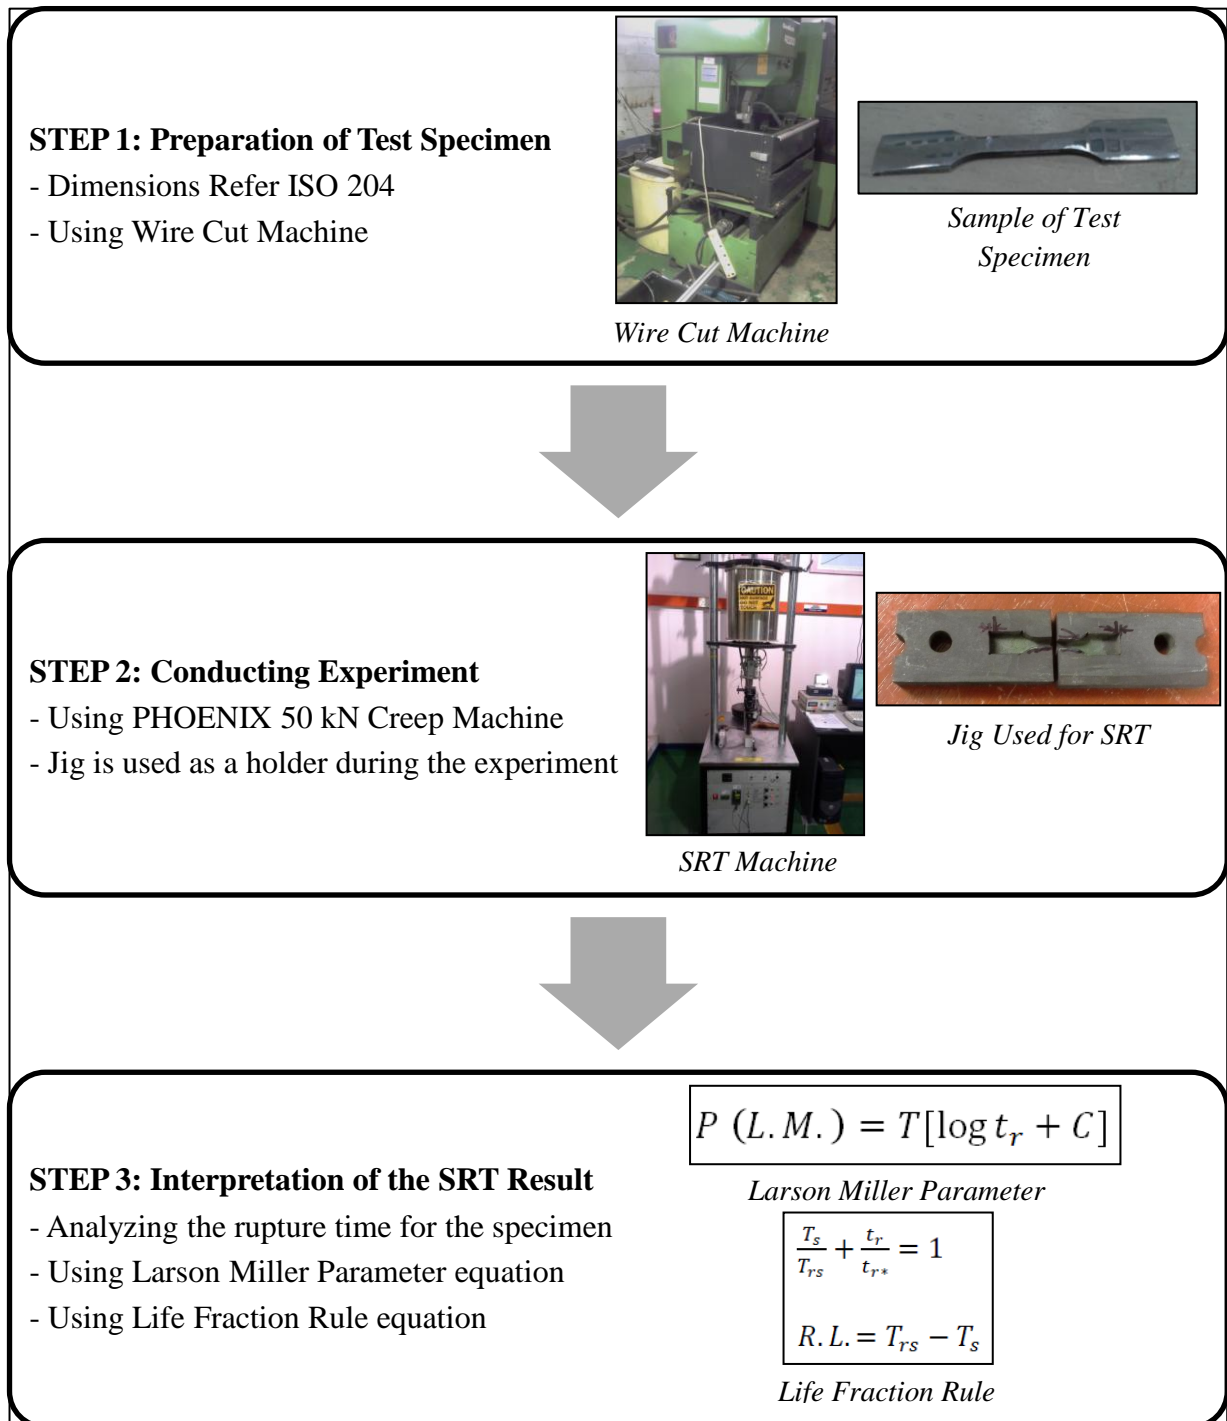 STEP 1: Preparation of Test Specimen
- Dimensions Refer ISO 204
- Using Wire Cut Machine
Wire Cut Machine
Sample of Test
Specimen
STEP 2: Conducting Experiment
- Using PHOENIX 50 kN Creep Machine
- Jig is used as a holder during the experiment
CAUTION
SRT Machine
Jig Used for SRT
STEP 3: Interpretation of the SRT Result
- Analyzing the rupture time for the specimen
- Using Larson Miller Parameter equation
- Using Life Fraction Rule equation
P (L.M.) = T[log t_r + C]
Larson Miller Parameter
T_s/T_rs + t_r/t_r* = 1
R.L. = T_rs − T_s
Life Fraction Rule